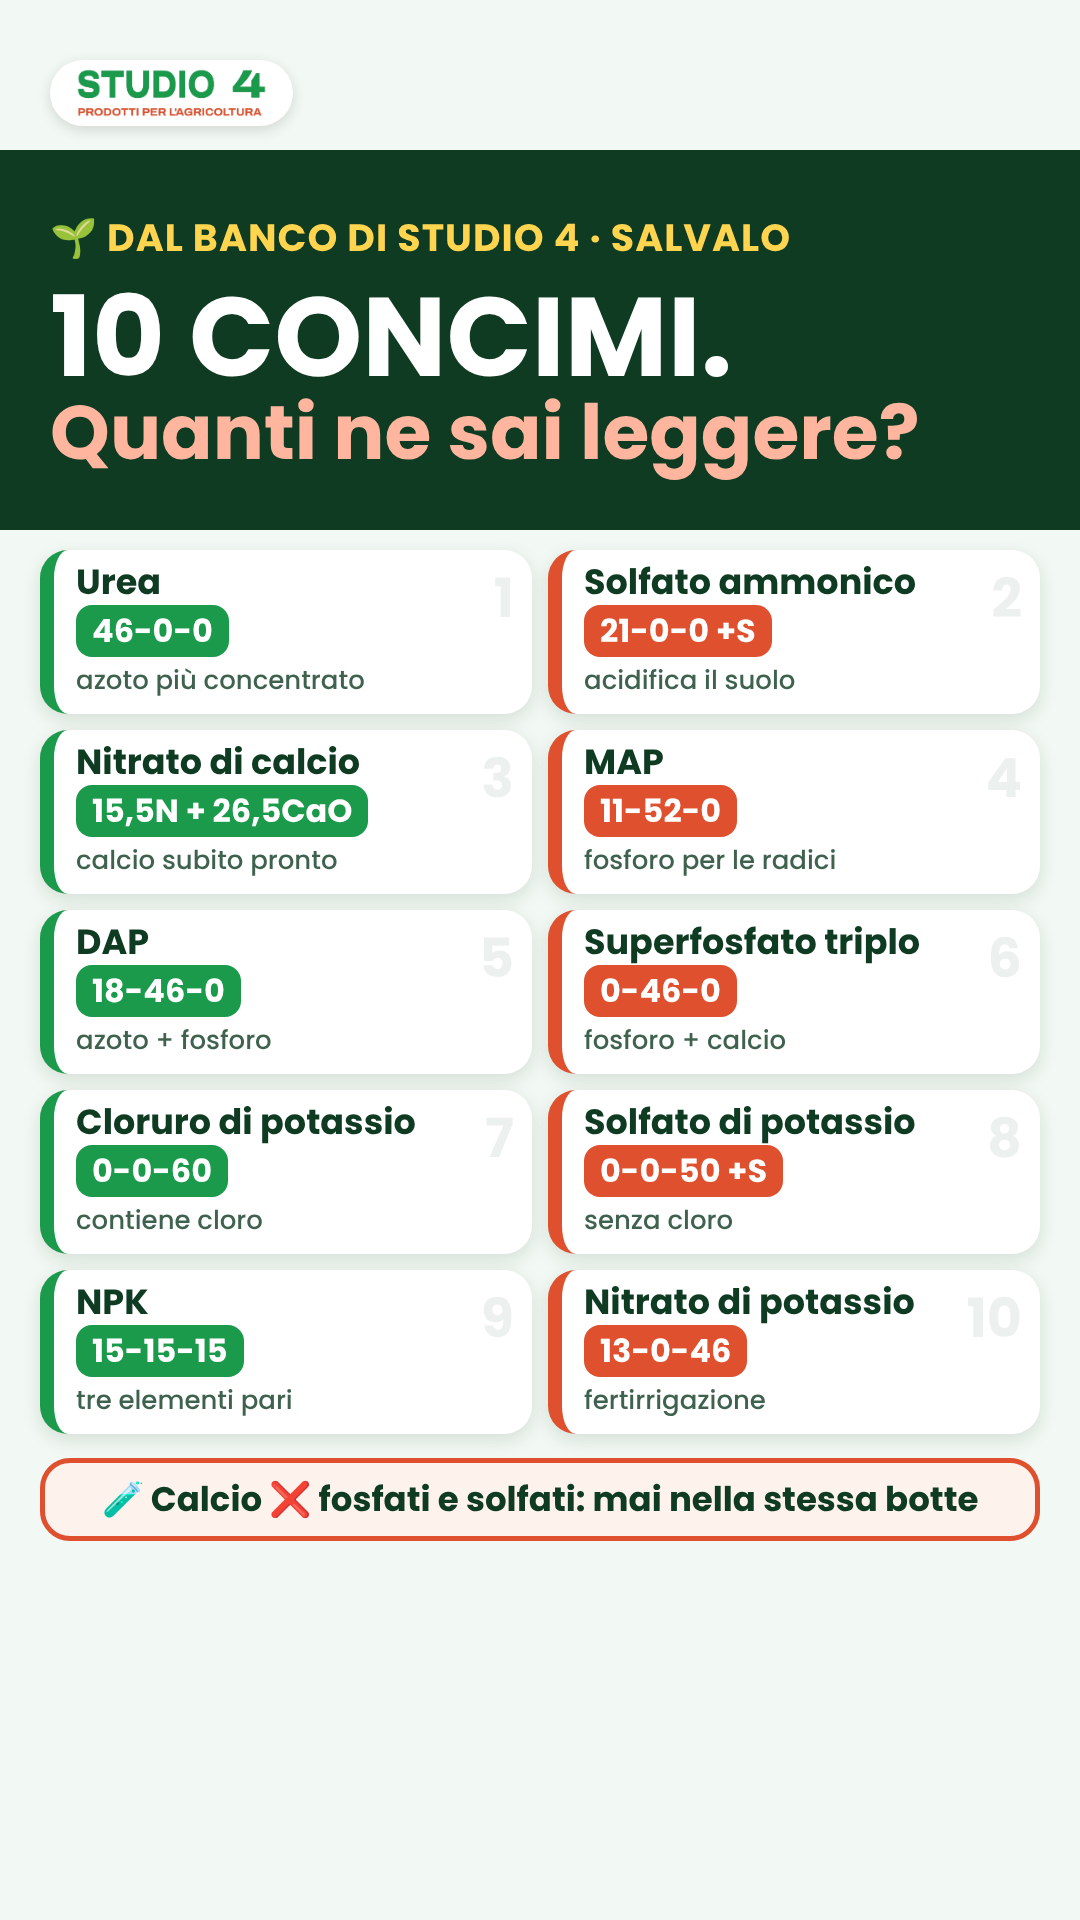 STUDIO 4
PRODOTTI PER L'AGRICOLTURA
🌱 DAL BANCO DI STUDIO 4 · SALVALO
10 CONCIMI.
Quanti ne sai leggere?
Urea
1
46-0-0
azoto più concentrato
Solfato ammonico
2
21-0-0 +S
acidifica il suolo
Nitrato di calcio
3
15,5N + 26,5CaO
calcio subito pronto
MAP
4
11-52-0
fosforo per le radici
DAP
5
18-46-0
azoto + fosforo
Superfosfato triplo
6
0-46-0
fosforo + calcio
Cloruro di potassio
7
0-0-60
contiene cloro
Solfato di potassio
8
0-0-50 +S
senza cloro
NPK
9
15-15-15
tre elementi pari
Nitrato di potassio
10
13-0-46
fertirrigazione
🧪 Calcio ❌ fosfati e solfati: mai nella stessa botte